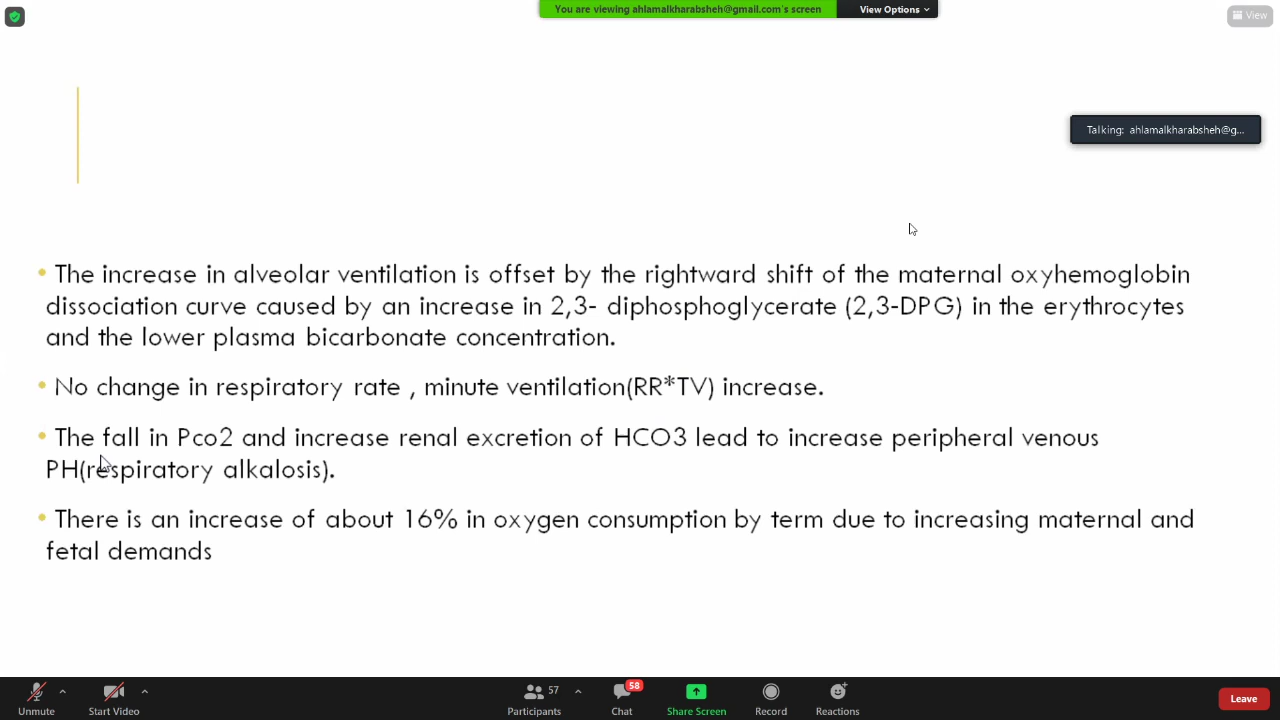 You are viewing ahlamalkharabsheh@gmail.com's screen
View Options
View
Talking: ahlamalkharabsheh@g...
• The increase in alveolar ventilation is offset by the rightward shift of the maternal oxyhemoglobin
dissociation curve caused by an increase in 2,3- diphosphoglycerate (2,3-DPG) in the erythrocytes
and the lower plasma bicarbonate concentration.
• No change in respiratory rate , minute ventilation(RR*TV) increase.
• The fall in Pco2 and increase renal excretion of HCO3 lead to increase peripheral venous
PH(respiratory alkalosis).
• There is an increase of about 16% in oxygen consumption by term due to increasing maternal and
fetal demands
57
58
Unmute
Start Video
Participants
Chat
Share Screen
Record
Reactions
Leave